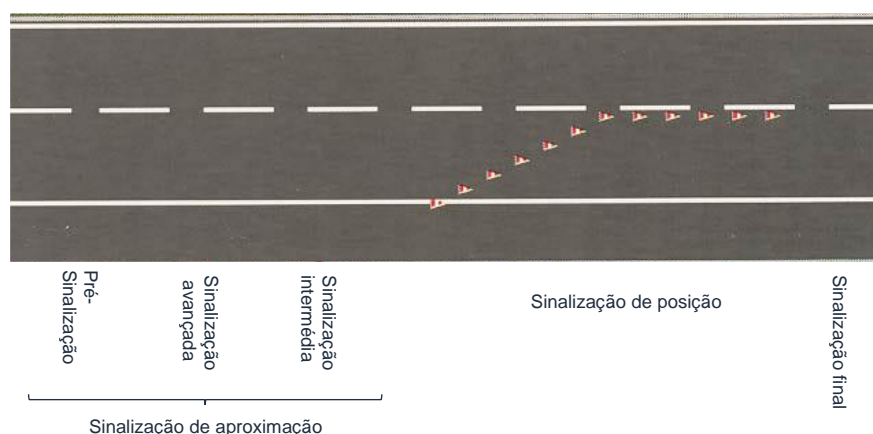 Pré-
Sinalização
Sinalização
avançada
Sinalização
intermédia
Sinalização de posição
Sinalização final
Sinalização de aproximação